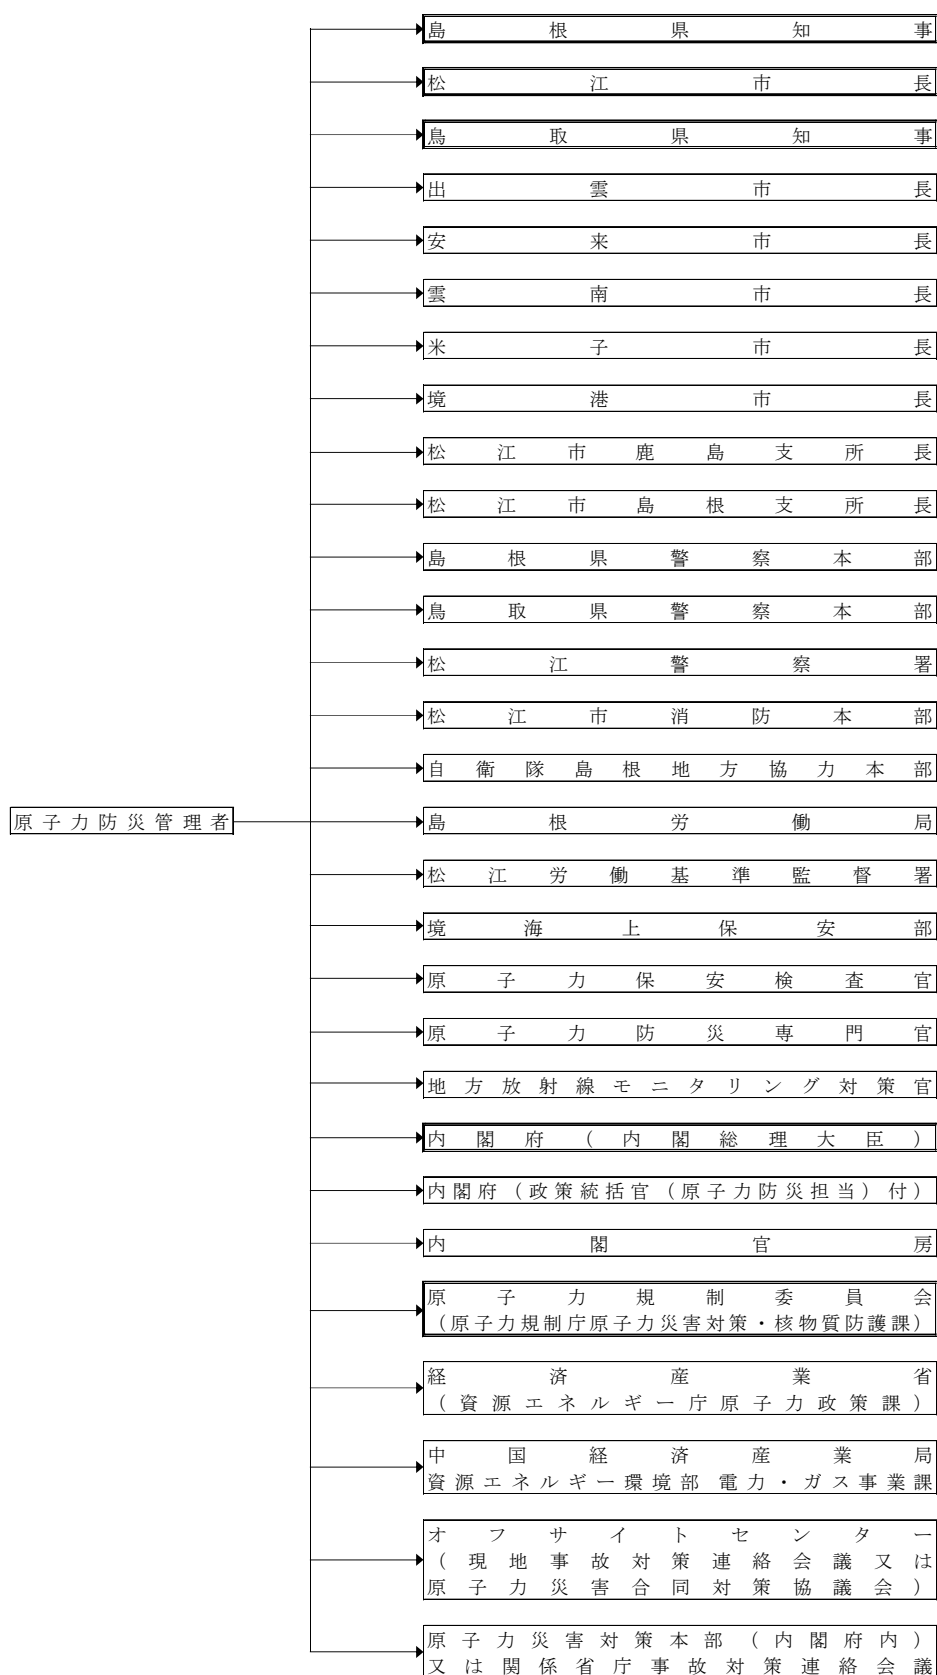 島根県知事
松江市長
鳥取県知事
出雲市長
安来市長
雲南市長
米子市長
境港市長
松江市鹿島支所長
松江市島根支所長
島根県警察本部
鳥取県警察本部
松江警察署
松江市消防本部
自衛隊島根地方協力本部
原子力防災管理者
島根労働局
松江労働基準監督署
境海上保安部
原子力保安検査官
原子力防災専門官
地方放射線モニタリング対策官
内閣府（内閣総理大臣）
内閣府（政策統括官（原子力防災担当）付）
内閣官房
原子力規制委員会
（原子力規制庁原子力災害対策・核物質防護課）
経済産業省
（資源エネルギー庁原子力政策課）
中国経済産業局
資源エネルギー環境部 電力・ガス事業課
オフサイトセンター
（現地事故対策連絡会議又は
原子力災害合同対策協議会）
原子力災害対策本部（内閣府内）
又は関係省庁事故対策連絡会議